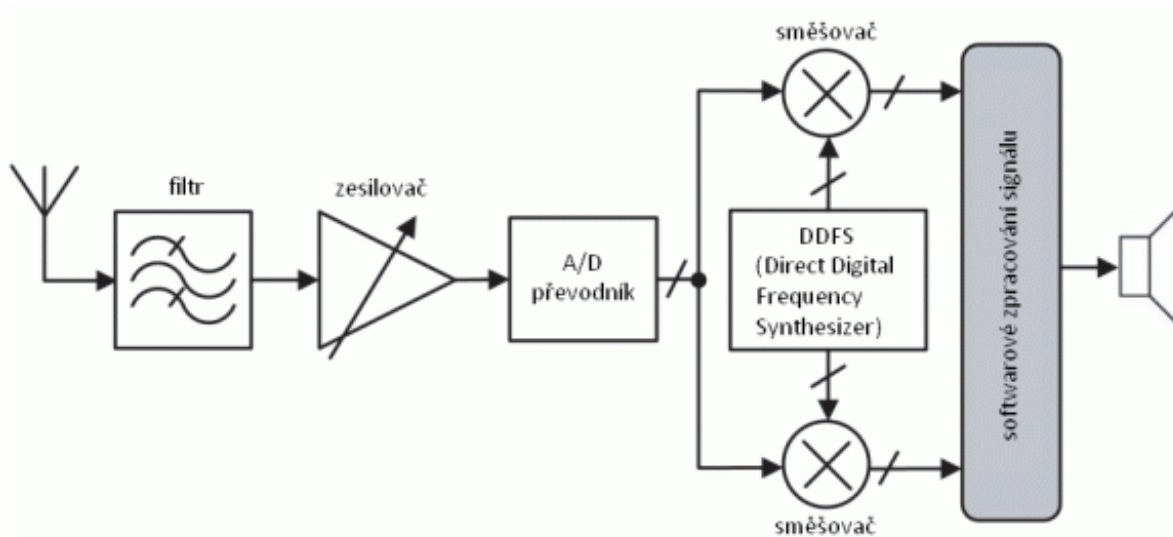 směšovač
filtr
zesilovač
A/D
převodník
DDFS
(Direct Digital
Frequency
Synthesizer)
směšovač
softwarové zpracování signálu